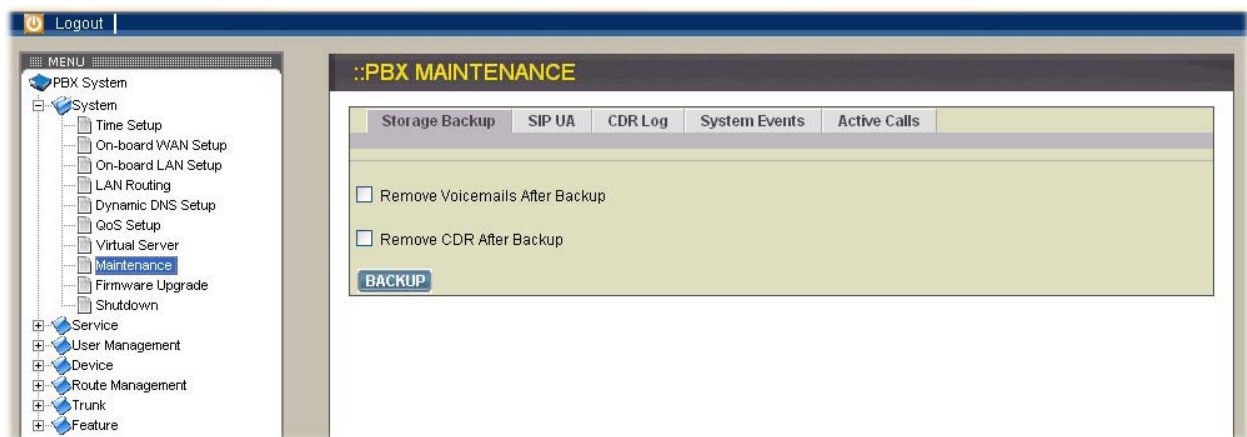 Logout
MENU
PBX System
System
Time Setup
On-board WAN Setup
On-board LAN Setup
LAN Routing
Dynamic DNS Setup
QoS Setup
Virtual Server
Maintenance
Firmware Upgrade
Shutdown
Service
User Management
Device
Route Management
Trunk
Feature
::PBX MAINTENANCE
Storage Backup SIP UA CDR Log System Events Active Calls
Remove Voicemails After Backup
Remove CDR After Backup
BACKUP